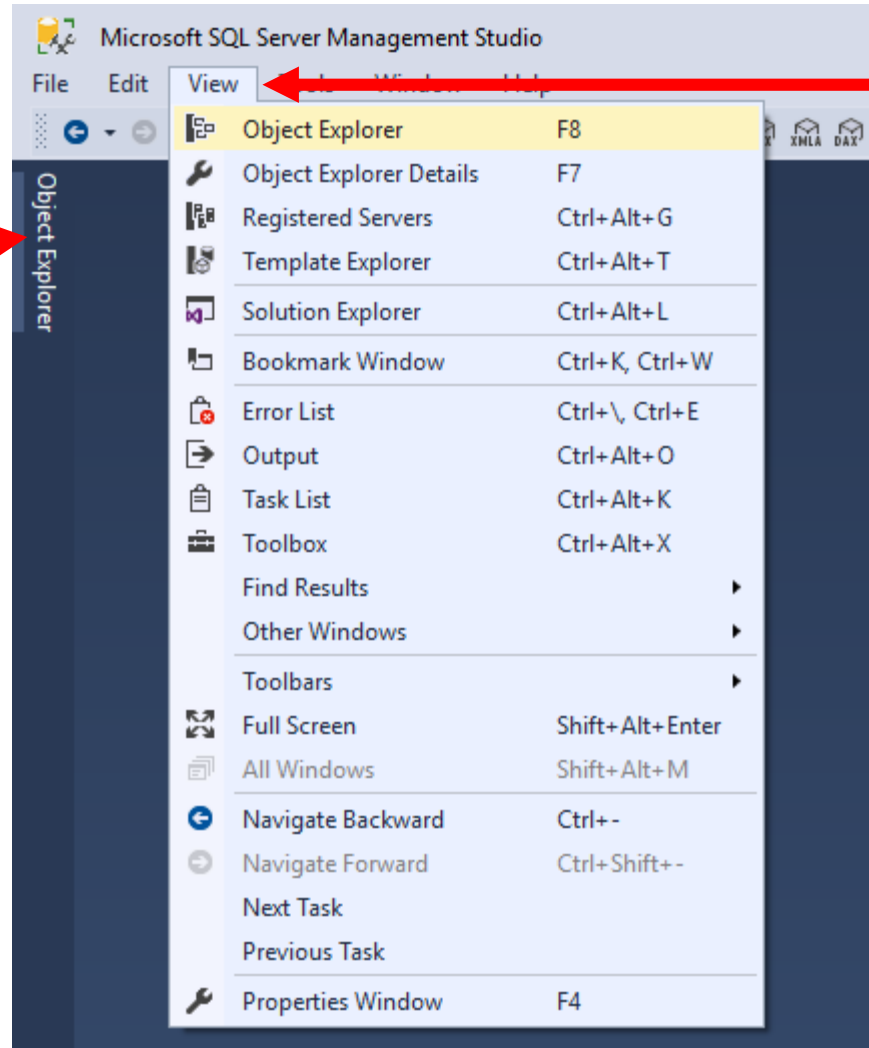 Microsoft SQL Server Management Studio
File Edit View Help
XMLA DAX
Object Explorer
Object Explorer F8
Object Explorer Details F7
Registered Servers Ctrl+Alt+G
Template Explorer Ctrl+Alt+T
Solution Explorer Ctrl+Alt+L
Bookmark Window Ctrl+K, Ctrl+W
Error List Ctrl+\, Ctrl+E
Output Ctrl+Alt+O
Task List Ctrl+Alt+K
Toolbox Ctrl+Alt+X
Find Results
Other Windows
Toolbars
Full Screen Shift+Alt+Enter
All Windows Shift+Alt+M
Navigate Backward Ctrl+-
Navigate Forward Ctrl+Shift+-
Next Task
Previous Task
Properties Window F4